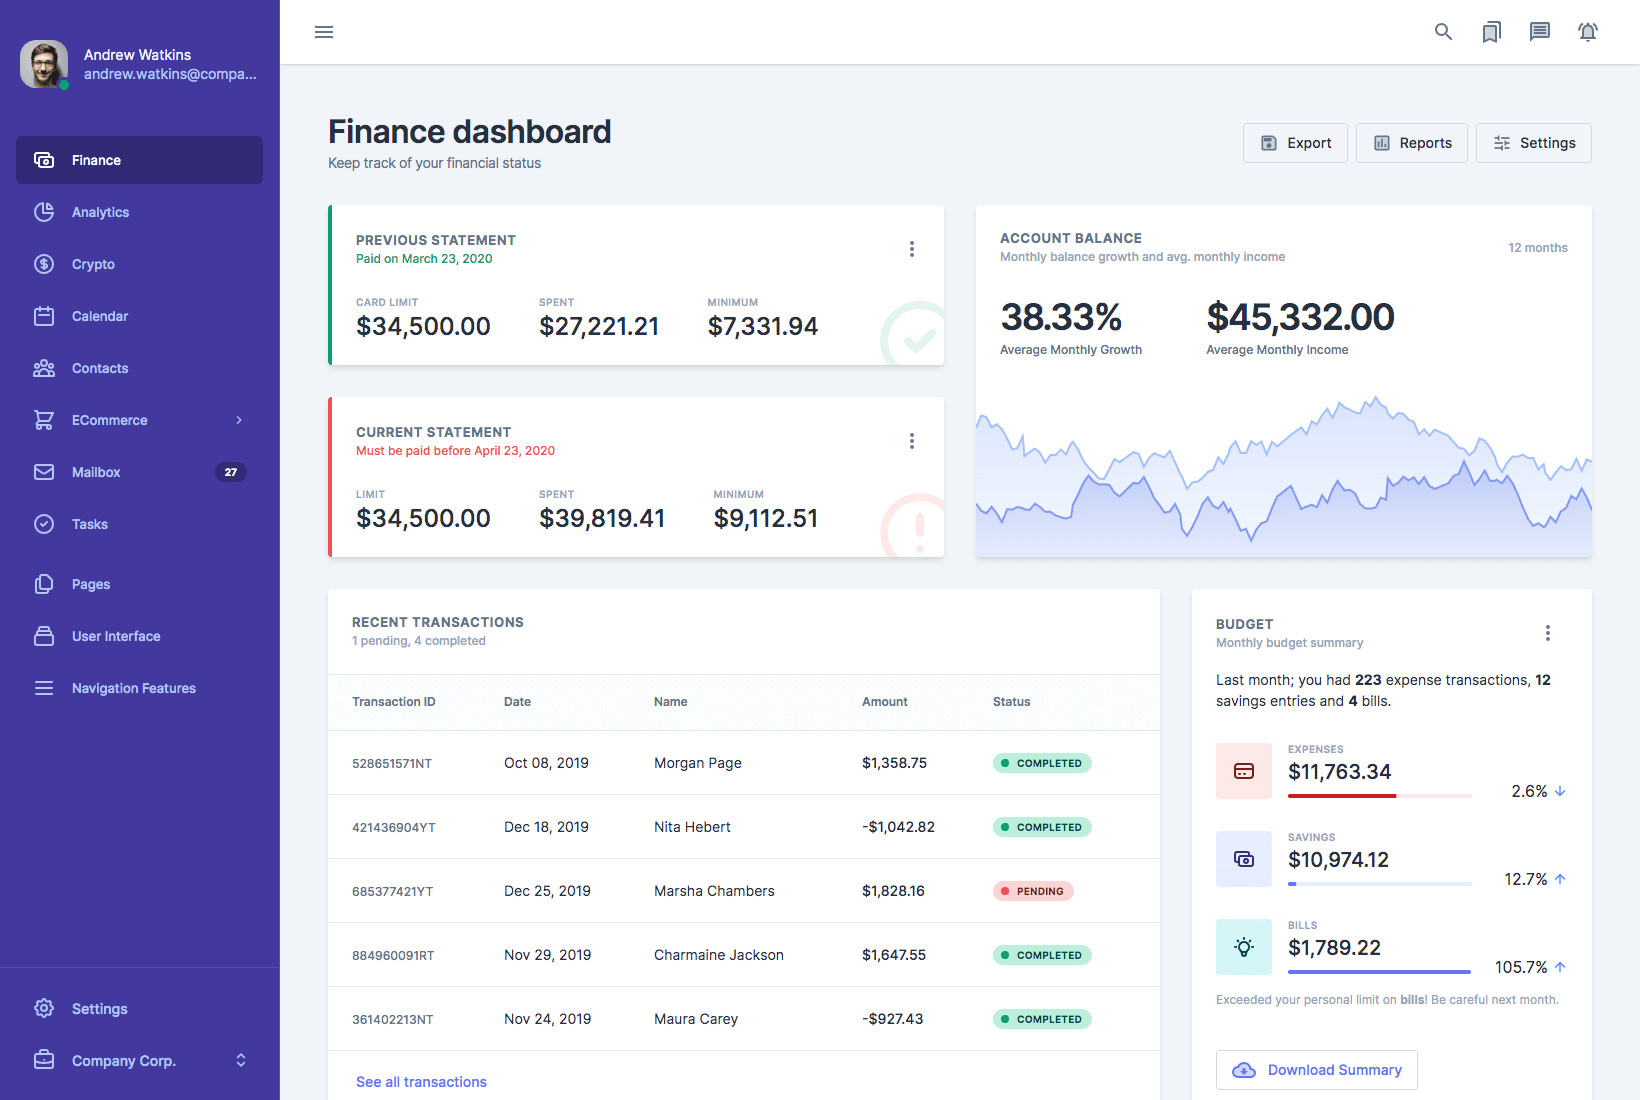 Andrew Watkins
andrew.watkins@compa...
Finance
Analytics
Crypto
Calendar
Contacts
ECommerce
Mailbox 27
Tasks
Pages
User Interface
Navigation Features
Settings
Company Corp.
Finance dashboard
Keep track of your financial status
Export Reports Settings
PREVIOUS STATEMENT
Paid on March 23, 2020
CARD LIMIT SPENT MINIMUM
$34,500.00 $27,221.21 $7,331.94
CURRENT STATEMENT
Must be paid before April 23, 2020
LIMIT SPENT MINIMUM
$34,500.00 $39,819.41 $9,112.51
ACCOUNT BALANCE
Monthly balance growth and avg. monthly income
12 months
38.33% $45,332.00
Average Monthly Growth Average Monthly Income
RECENT TRANSACTIONS
1 pending, 4 completed
Transaction ID Date Name Amount Status
528651571NT Oct 08, 2019 Morgan Page $1,358.75 COMPLETED
421436904YT Dec 18, 2019 Nita Hebert -$1,042.82 COMPLETED
685377421YT Dec 25, 2019 Marsha Chambers $1,828.16 PENDING
884960091RT Nov 29, 2019 Charmaine Jackson $1,647.55 COMPLETED
361402213NT Nov 24, 2019 Maura Carey -$927.43 COMPLETED
See all transactions
BUDGET
Monthly budget summary
Last month; you had 223 expense transactions, 12
savings entries and 4 bills.
EXPENSES
$11,763.34
2.6%
SAVINGS
$10,974.12
12.7%
BILLS
$1,789.22
105.7%
Exceeded your personal limit on bills! Be careful next month.
Download Summary